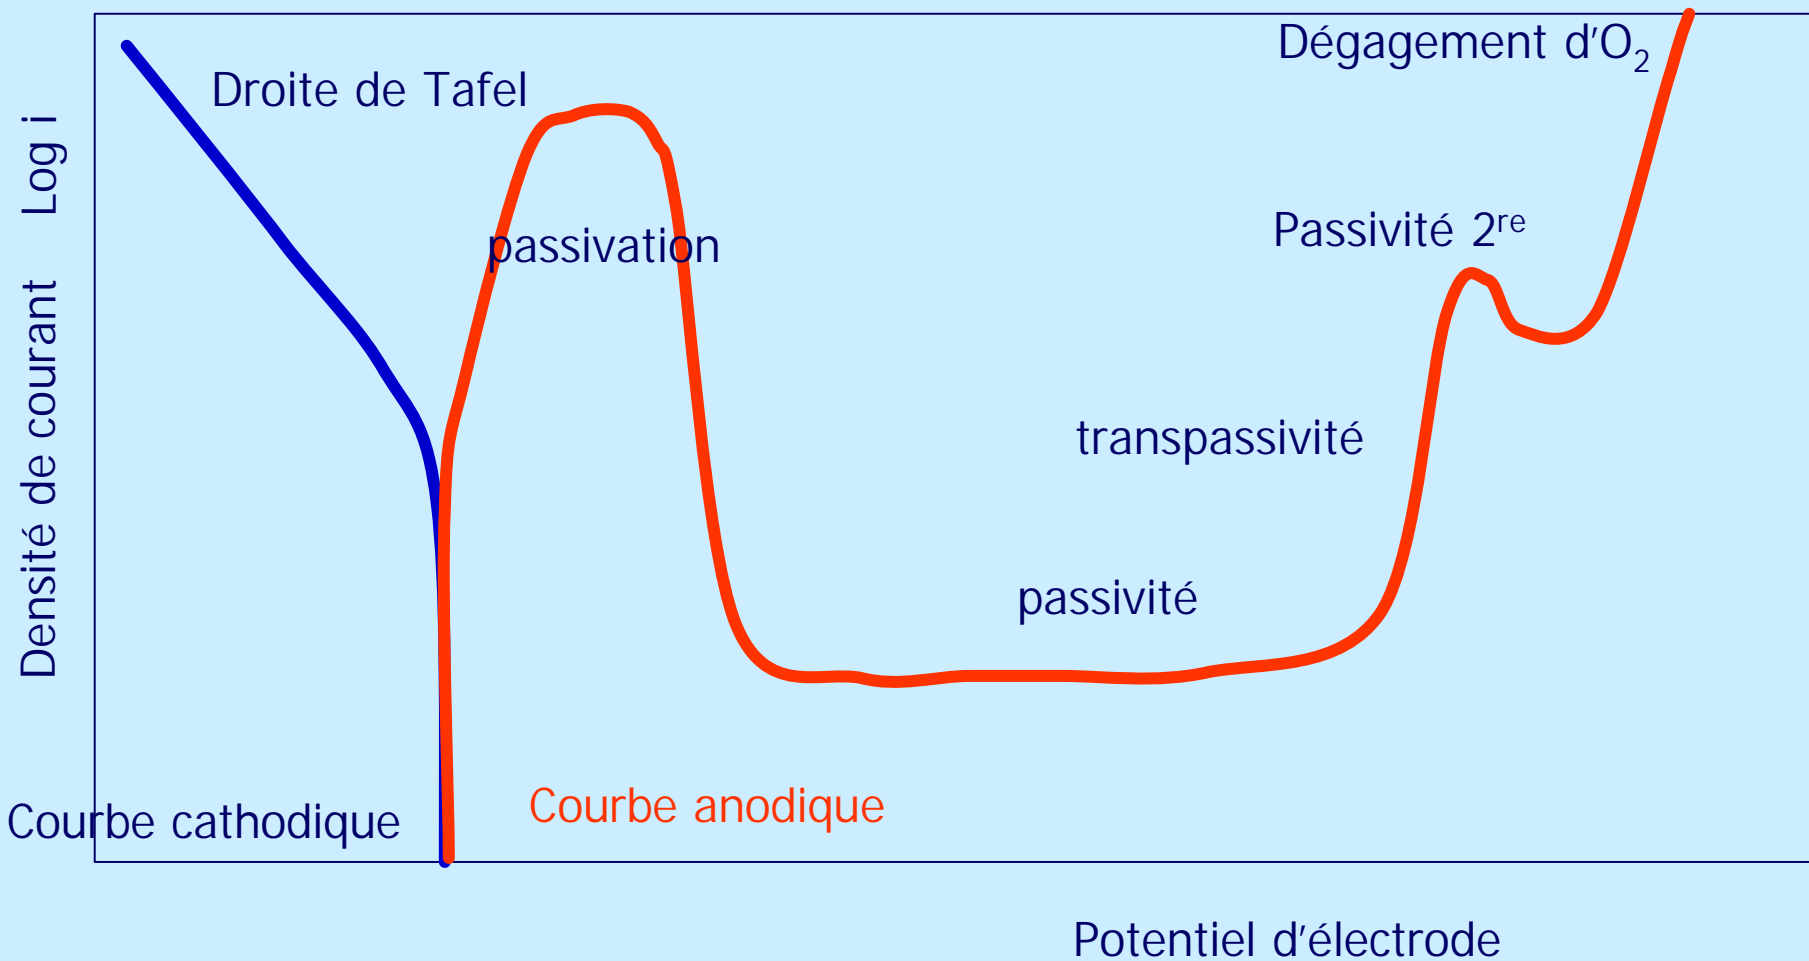 Dégagement d'O₂
Droite de Tafel
Densité de courant Log i
Passivité 2ʳᵉ
passivation
transpassivité
passivité
Courbe anodique
Courbe cathodique
Potentiel d'électrode